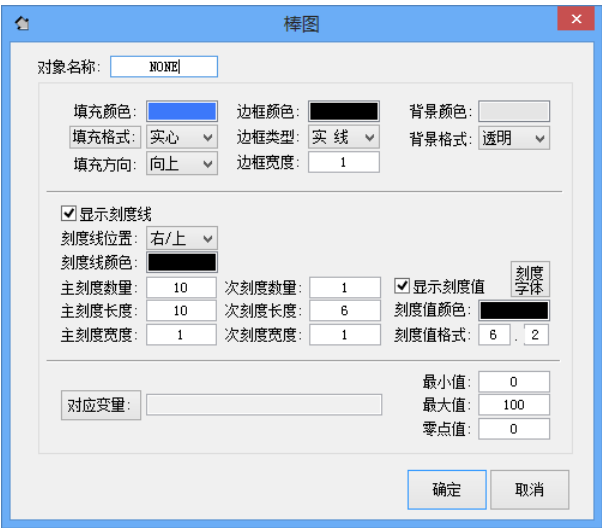 棒图
对象名称: NONE
填充颜色: 边框颜色: 背景颜色:
填充格式: 实心 边框类型: 实 线 背景格式: 透明
填充方向: 向上 边框宽度: 1
显示刻度线
刻度线位置: 右/上
刻度线颜色:
主刻度数量: 10 次刻度数量: 1 显示刻度值 刻度字体
主刻度长度: 10 次刻度长度: 6 刻度值颜色:
主刻度宽度: 1 次刻度宽度: 1 刻度值格式: 6 . 2
最小值: 0
对应变量: 最大值: 100
零点值: 0
确定 取消